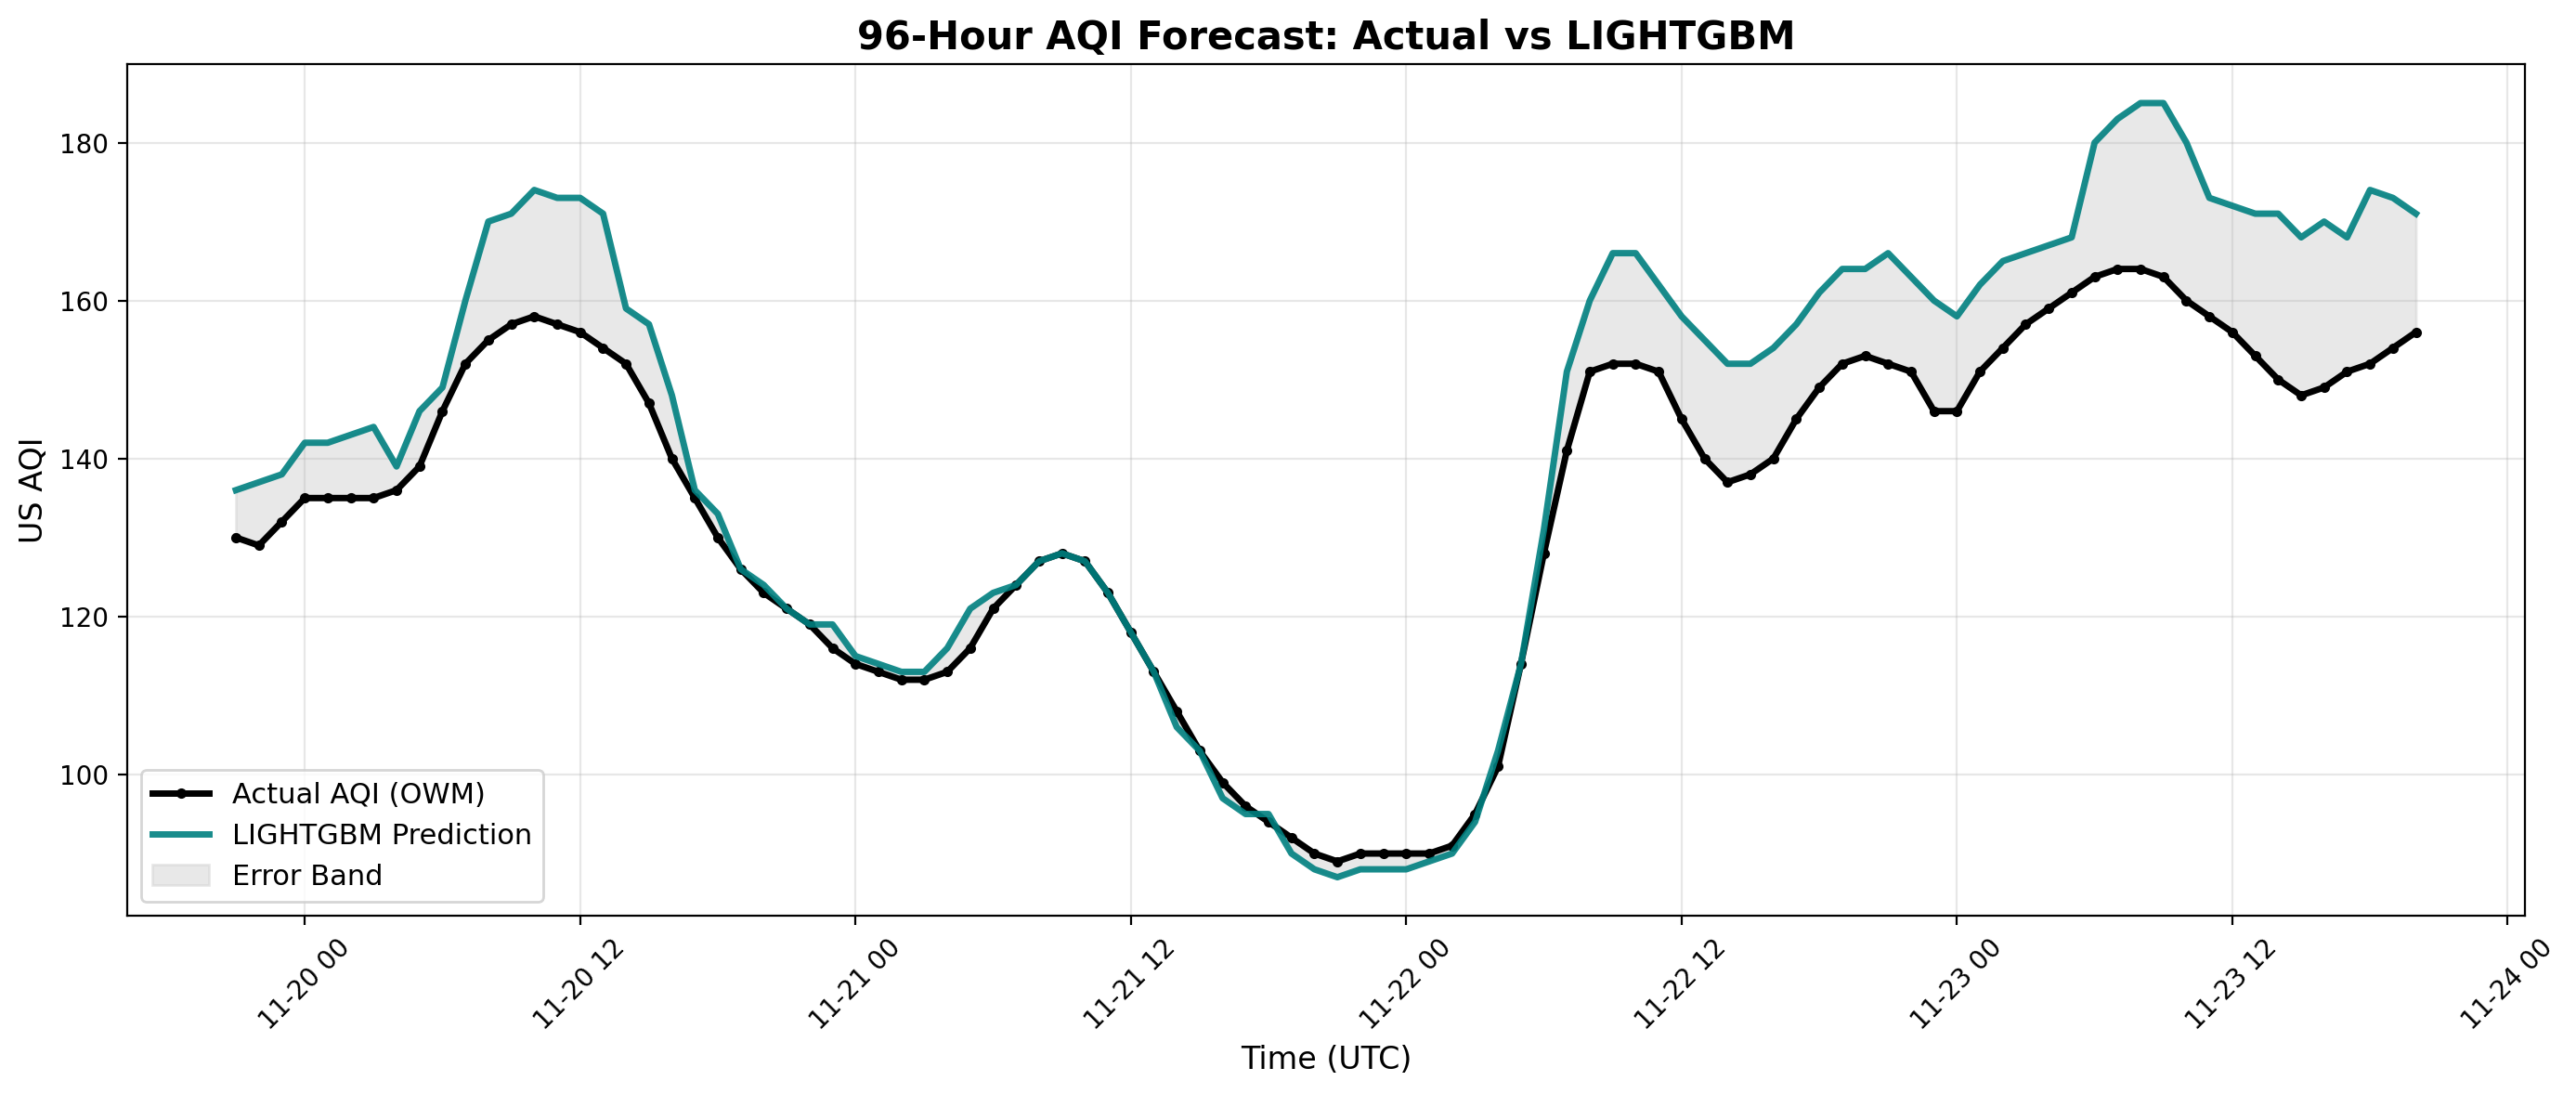 96-Hour AQI Forecast: Actual vs LIGHTGBM
US AQI
180
160
140
120
100
Actual AQI (OWM)
LIGHTGBM Prediction
Error Band
11-20 00
11-20 12
11-21 00
11-21 12
11-22 00
11-22 12
11-23 00
11-23 12
11-24 00
Time (UTC)